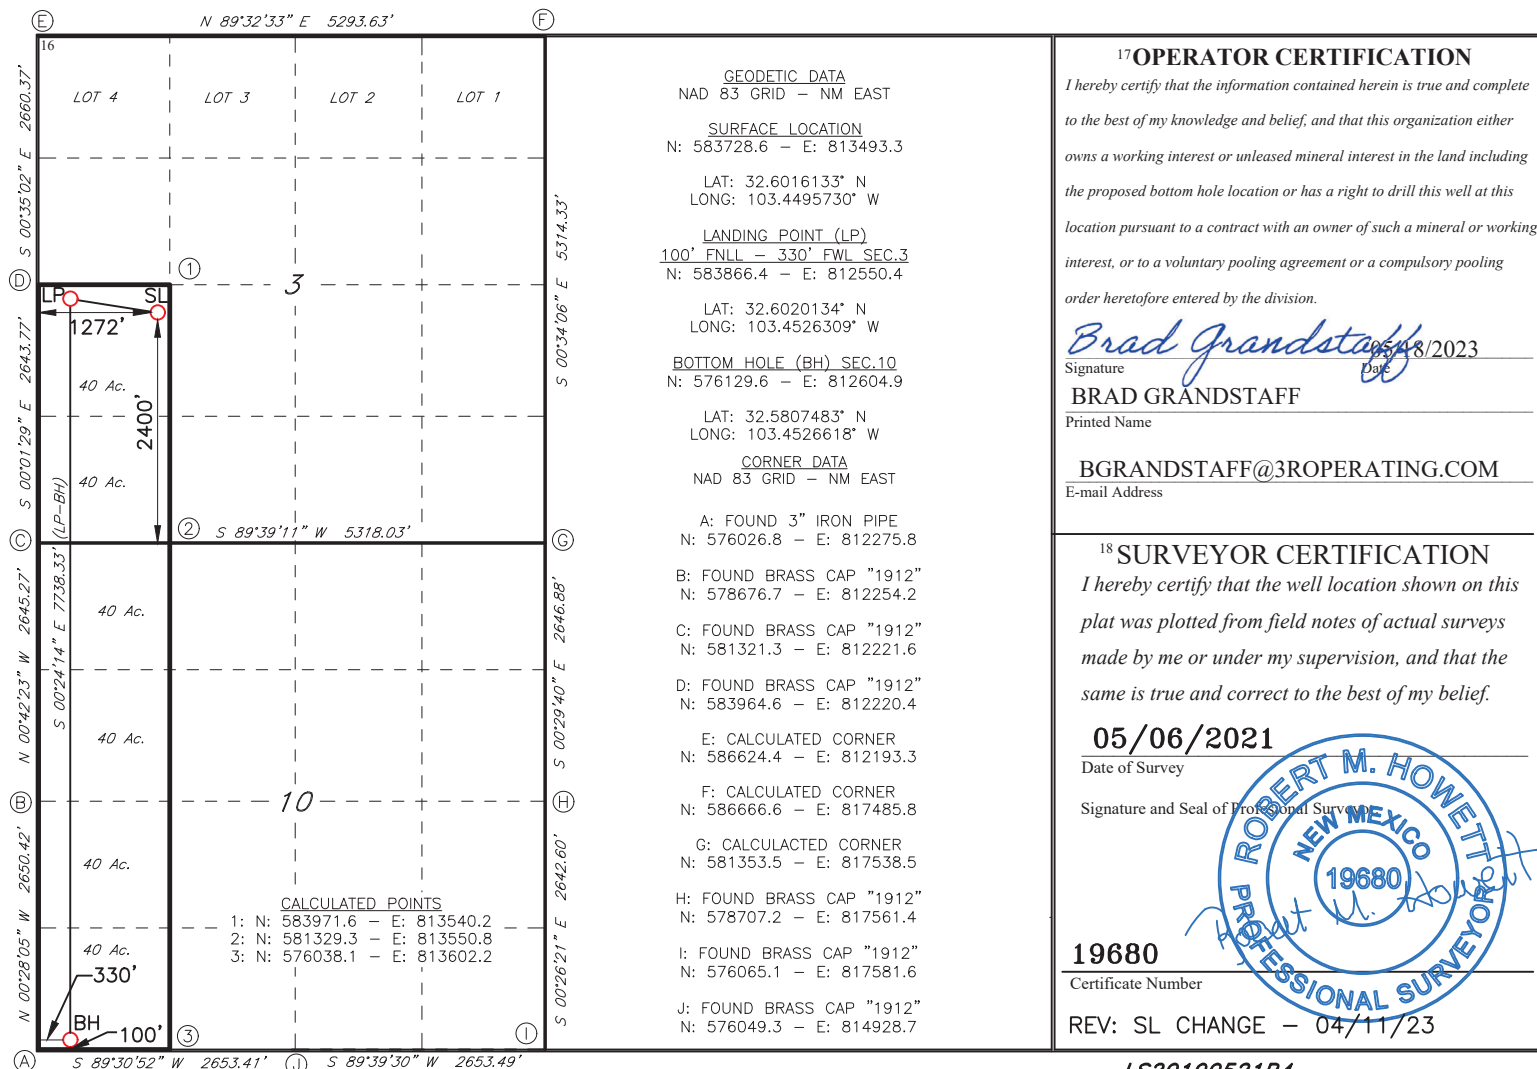 E
N 89°32'33" E 5293.63'
F
16
LOT 4
LOT 3
LOT 2
LOT 1
S 00°35'02" E 2660.37'
D
1
3
LP
SL
1272'
40 Ac.
2400'
40 Ac.
S 00°01'29" E 2643.77'
S 00°34'06" E 5314.33'
2
S 89°39'11" W 5318.03'
C
G
S 00°24'14" E 7738.33' (LP-BH)
40 Ac.
N 00°42'23" W 2645.27'
S 00°29'40" E 2646.88'
40 Ac.
B
10
H
40 Ac.
N 00°28'05" W 2650.42'
S 00°26'21" E 2642.60'
CALCULATED POINTS
1: N: 583971.6 – E: 813540.2
2: N: 581329.3 – E: 813550.8
3: N: 576038.1 – E: 813602.2
40 Ac.
330'
BH
100'
3
I
A
S 89°30'52" W 2653.41'
J
S 89°39'30" W 2653.49'
GEODETIC DATA
NAD 83 GRID – NM EAST
SURFACE LOCATION
N: 583728.6 – E: 813493.3
LAT: 32.6016133° N
LONG: 103.4495730° W
LANDING POINT (LP)
100' FNLL – 330' FWL SEC.3
N: 583866.4 – E: 812550.4
LAT: 32.6020134° N
LONG: 103.4526309° W
BOTTOM HOLE (BH) SEC.10
N: 576129.6 – E: 812604.9
LAT: 32.5807483° N
LONG: 103.4526618° W
CORNER DATA
NAD 83 GRID – NM EAST
A: FOUND 3" IRON PIPE
N: 576026.8 – E: 812275.8
B: FOUND BRASS CAP "1912"
N: 578676.7 – E: 812254.2
C: FOUND BRASS CAP "1912"
N: 581321.3 – E: 812221.6
D: FOUND BRASS CAP "1912"
N: 583964.6 – E: 812220.4
E: CALCULATED CORNER
N: 586624.4 – E: 812193.3
F: CALCULATED CORNER
N: 586666.6 – E: 817485.8
G: CALCULACTED CORNER
N: 581353.5 – E: 817538.5
H: FOUND BRASS CAP "1912"
N: 578707.2 – E: 817561.4
I: FOUND BRASS CAP "1912"
N: 576065.1 – E: 817581.6
J: FOUND BRASS CAP "1912"
N: 576049.3 – E: 814928.7
17 OPERATOR CERTIFICATION
I hereby certify that the information contained herein is true and complete
to the best of my knowledge and belief, and that this organization either
owns a working interest or unleased mineral interest in the land including
the proposed bottom hole location or has a right to drill this well at this
location pursuant to a contract with an owner of such a mineral or working
interest, or to a voluntary pooling agreement or a compulsory pooling
order heretofore entered by the division.
Brad Grandstaff 05/18/2023
Signature Date
BRAD GRANDSTAFF
Printed Name
BGRANDSTAFF@3ROPERATING.COM
E-mail Address
18 SURVEYOR CERTIFICATION
I hereby certify that the well location shown on this
plat was plotted from field notes of actual surveys
made by me or under my supervision, and that the
same is true and correct to the best of my belief.
05/06/2021
Date of Survey
Signature and Seal of Professional Surveyor:
ROBERT M. HOWETT
NEW MEXICO
19680
PROFESSIONAL SURVEYOR
Robert M. Howett
19680
Certificate Number
REV: SL CHANGE – 04/11/23